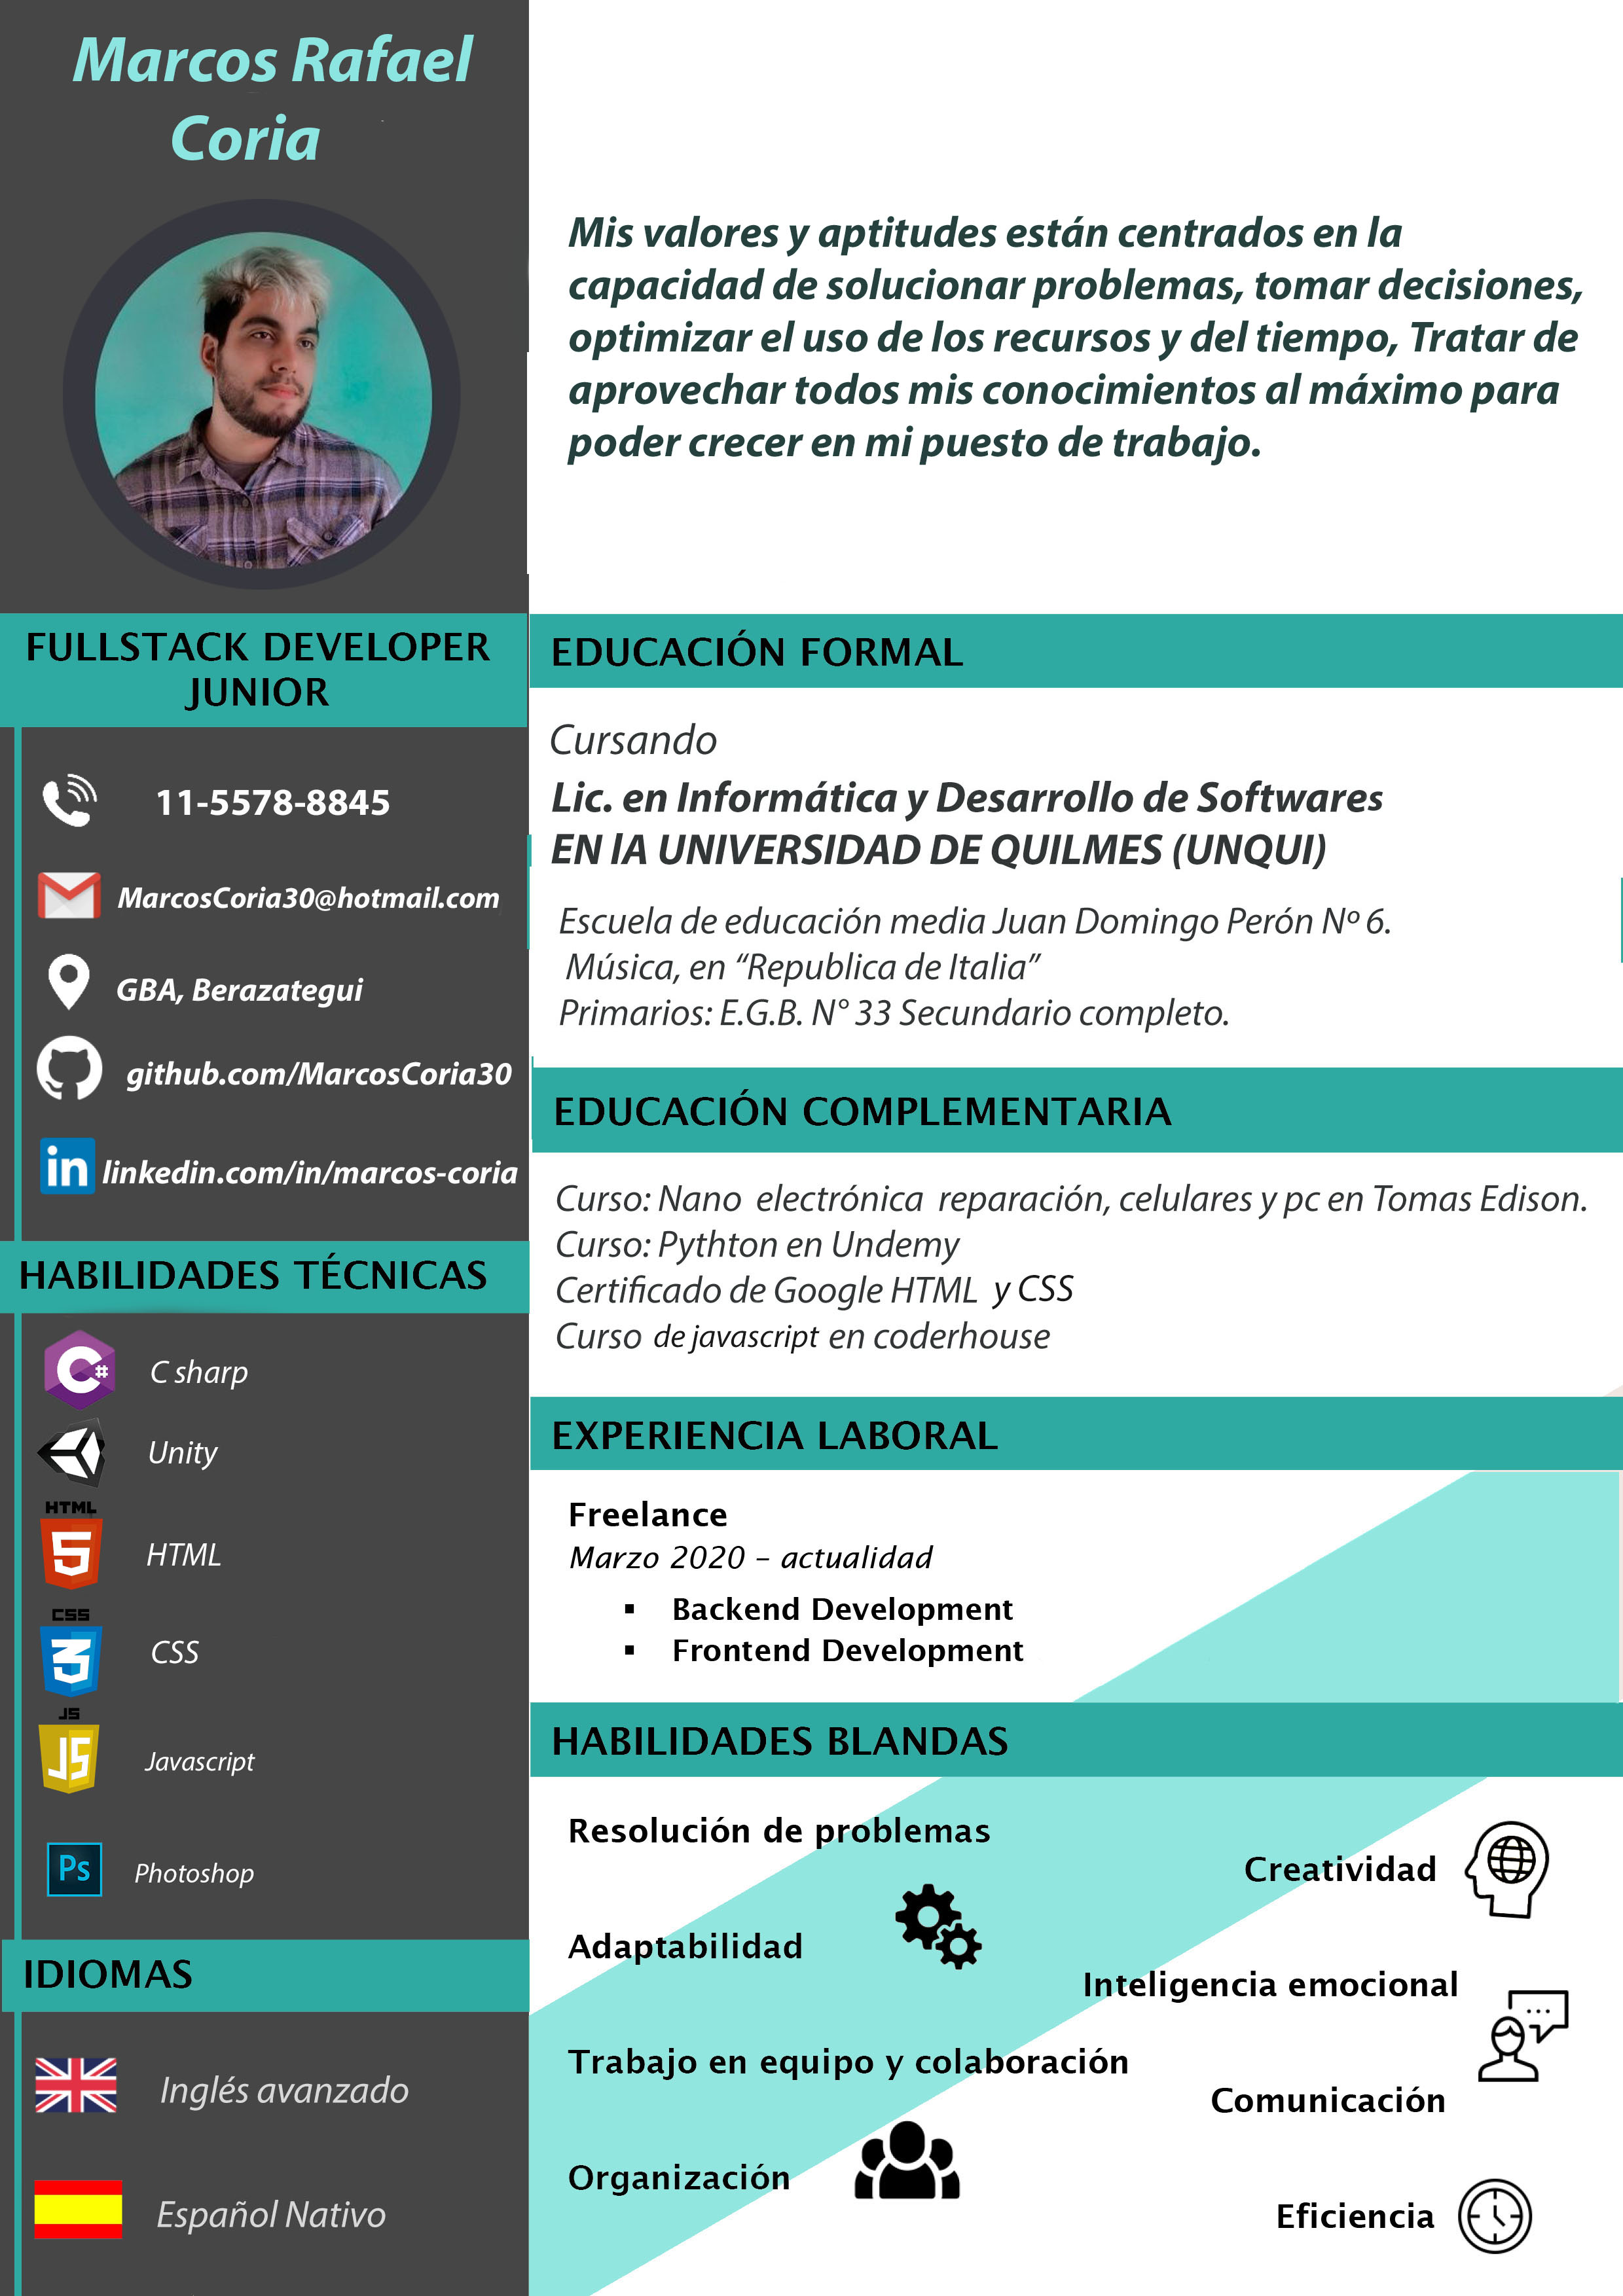 Marcos Rafael
Coria
Mis valores y aptitudes están centrados en la
capacidad de solucionar problemas, tomar decisiones,
optimizar el uso de los recursos y del tiempo, Tratar de
aprovechar todos mis conocimientos al máximo para
poder crecer en mi puesto de trabajo.
FULLSTACK DEVELOPER
JUNIOR
11-5578-8845
MarcosCoria30@hotmail.com
GBA, Berazategui
github.com/MarcosCoria30
in linkedin.com/in/marcos-coria
HABILIDADES TÉCNICAS
C# C sharp
Unity
HTML
5 HTML
CSS
3 CSS
JS
JS Javascript
Ps Photoshop
IDIOMAS
Inglés avanzado
Español Nativo
EDUCACIÓN FORMAL
Cursando
Lic. en Informática y Desarrollo de Softwares
EN lA UNIVERSIDAD DE QUILMES (UNQUI)
Escuela de educación media Juan Domingo Perón Nº 6.
Música, en “Republica de Italia”
Primarios: E.G.B. N° 33 Secundario completo.
EDUCACIÓN COMPLEMENTARIA
Curso: Nano electrónica reparación, celulares y pc en Tomas Edison.
Curso: Pythton en Undemy
Certificado de Google HTML y CSS
Curso de javascript en coderhouse
EXPERIENCIA LABORAL
Freelance
Marzo 2020 – actualidad
▪ Backend Development
▪ Frontend Development
HABILIDADES BLANDAS
Resolución de problemas
Creatividad
Adaptabilidad
Inteligencia emocional
Trabajo en equipo y colaboración
Comunicación
Organización
Eficiencia